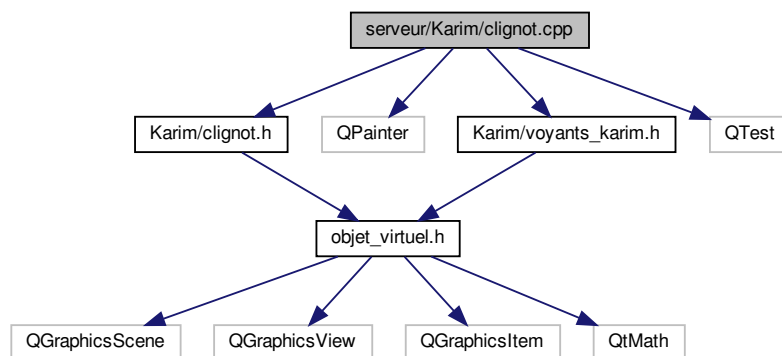 serveur/Karim/clignot.cpp
Karim/clignot.h
QPainter
Karim/voyants_karim.h
QTest
objet_virtuel.h
QGraphicsScene
QGraphicsView
QGraphicsItem
QtMath